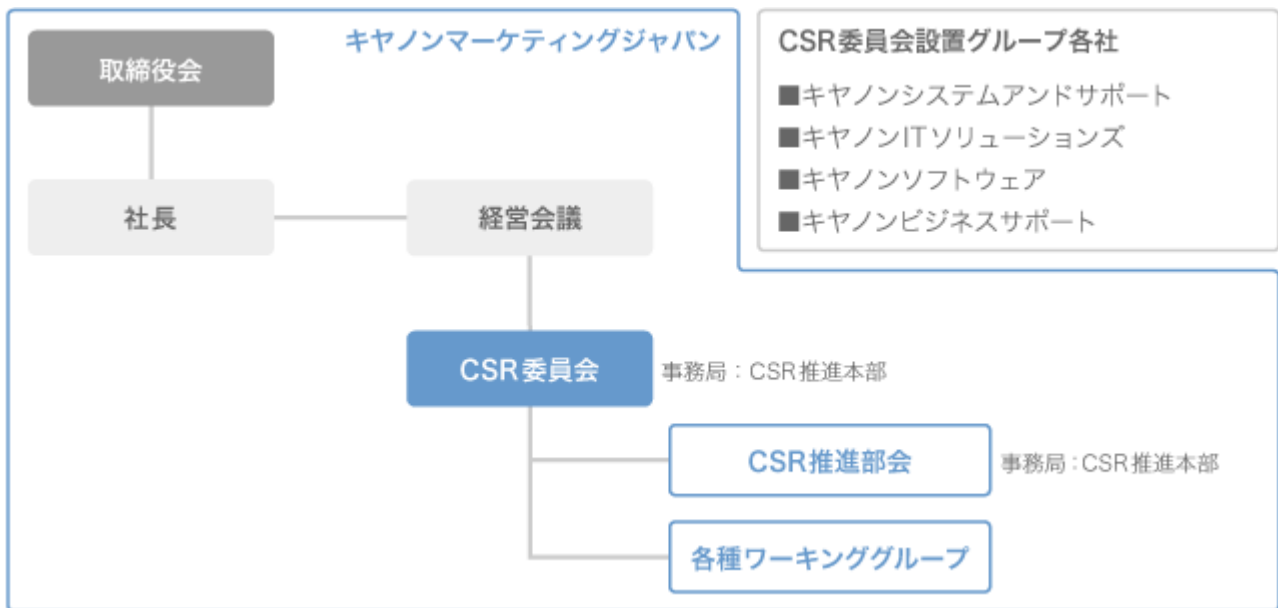 キヤノンマーケティングジャパン
取締役会
社長
経営会議
CSR委員会
事務局：CSR推進本部
CSR推進部会
事務局：CSR推進本部
各種ワーキンググループ
CSR委員会設置グループ各社
■キヤノンシステムアンドサポート
■キヤノンITソリューションズ
■キヤノンソフトウェア
■キヤノンビジネスサポート